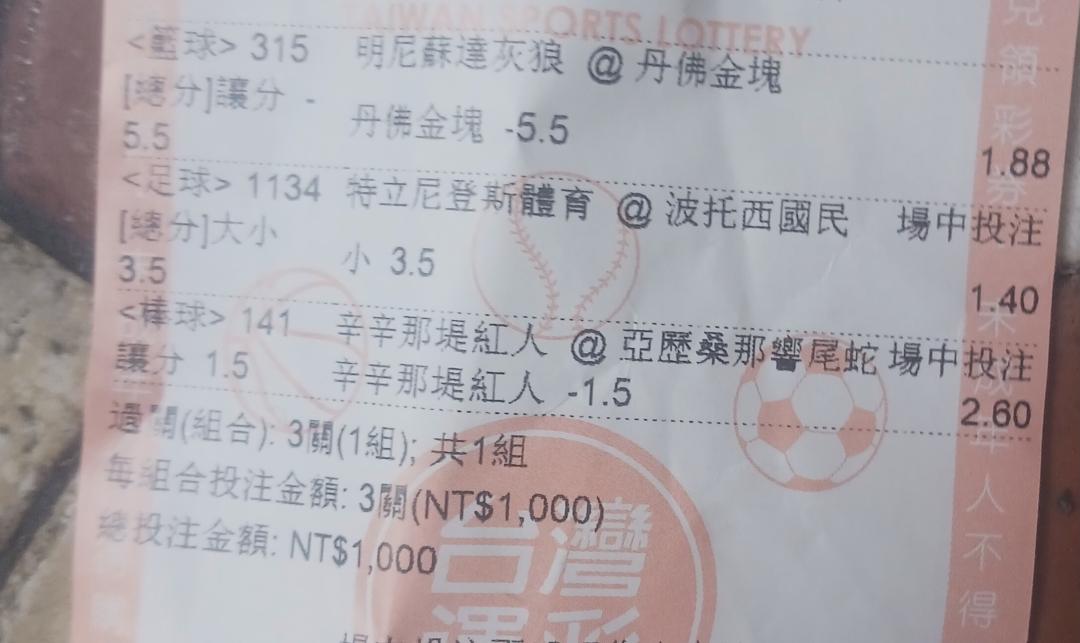 TAIWAN SPORTS LOTTERY
<籃球> 315 明尼蘇達灰狼 @ 丹佛金塊
[總分]讓分 -
5.5 丹佛金塊 -5.5 1.88
<足球> 1134 特立尼登斯體育 @ 波托西國民 場中投注
[總分]大小
3.5 小 3.5 1.40
<棒球> 141 辛辛那堤紅人 @ 亞歷桑那響尾蛇 場中投注
讓分 1.5 辛辛那堤紅人 -1.5 2.60
過關(組合): 3關(1組); 共1組
每組合投注金額: 3關(NT$1,000)
總投注金額: NT$1,000
台灣
運彩
兌領彩券 未成年人不得